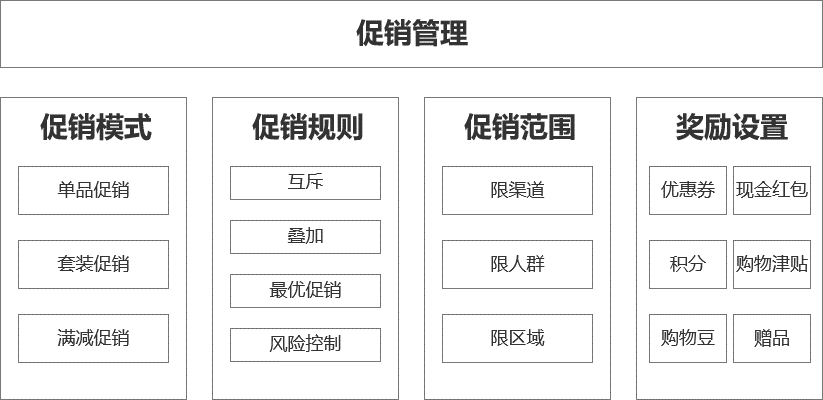 促销管理
促销模式
单品促销
套装促销
满减促销
促销规则
互斥
叠加
最优促销
风险控制
促销范围
限渠道
限人群
限区域
奖励设置
优惠券 现金红包
积分 购物津贴
购物豆 赠品